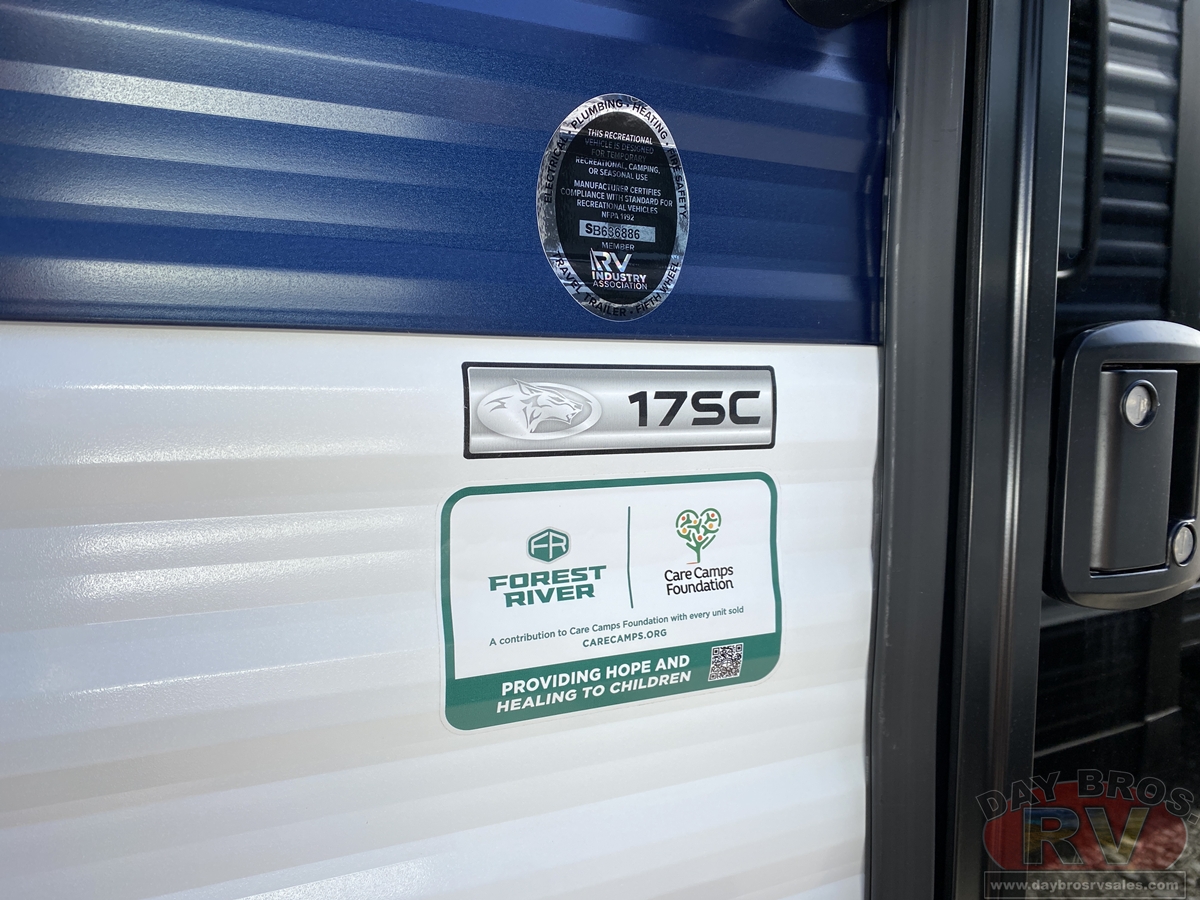 ELECTRICAL • PLUMBING • HEATING • FIRE SAFETY •
THIS RECREATIONAL
VEHICLE IS DESIGNED
FOR TEMPORARY
RECREATIONAL, CAMPING,
OR SEASONAL USE
MANUFACTURER CERTIFIES
COMPLIANCE WITH STANDARD FOR
RECREATIONAL VEHICLES
NFPA 1192
SB636886
MEMBER
RV
INDUSTRY
ASSOCIATION
TRAVEL TRAILER • FIFTH WHEEL •
17SC
FR
FOREST
RIVER
Care Camps
Foundation
A contribution to Care Camps Foundation with every unit sold
CARECAMPS.ORG
PROVIDING HOPE AND
HEALING TO CHILDREN
DAY BROS.
RV
www.daybrosrvsales.com